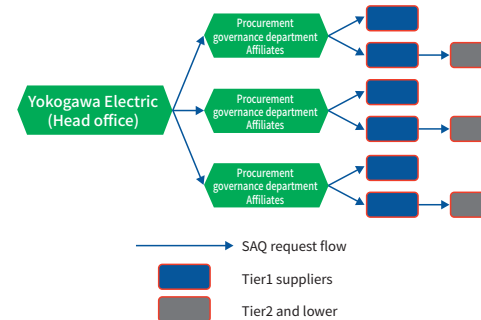 Procurement
governance department
Affiliates
Yokogawa Electric
(Head office)
Procurement
governance department
Affiliates
Procurement
governance department
Affiliates
SAQ request flow
Tier1 suppliers
Tier2 and lower